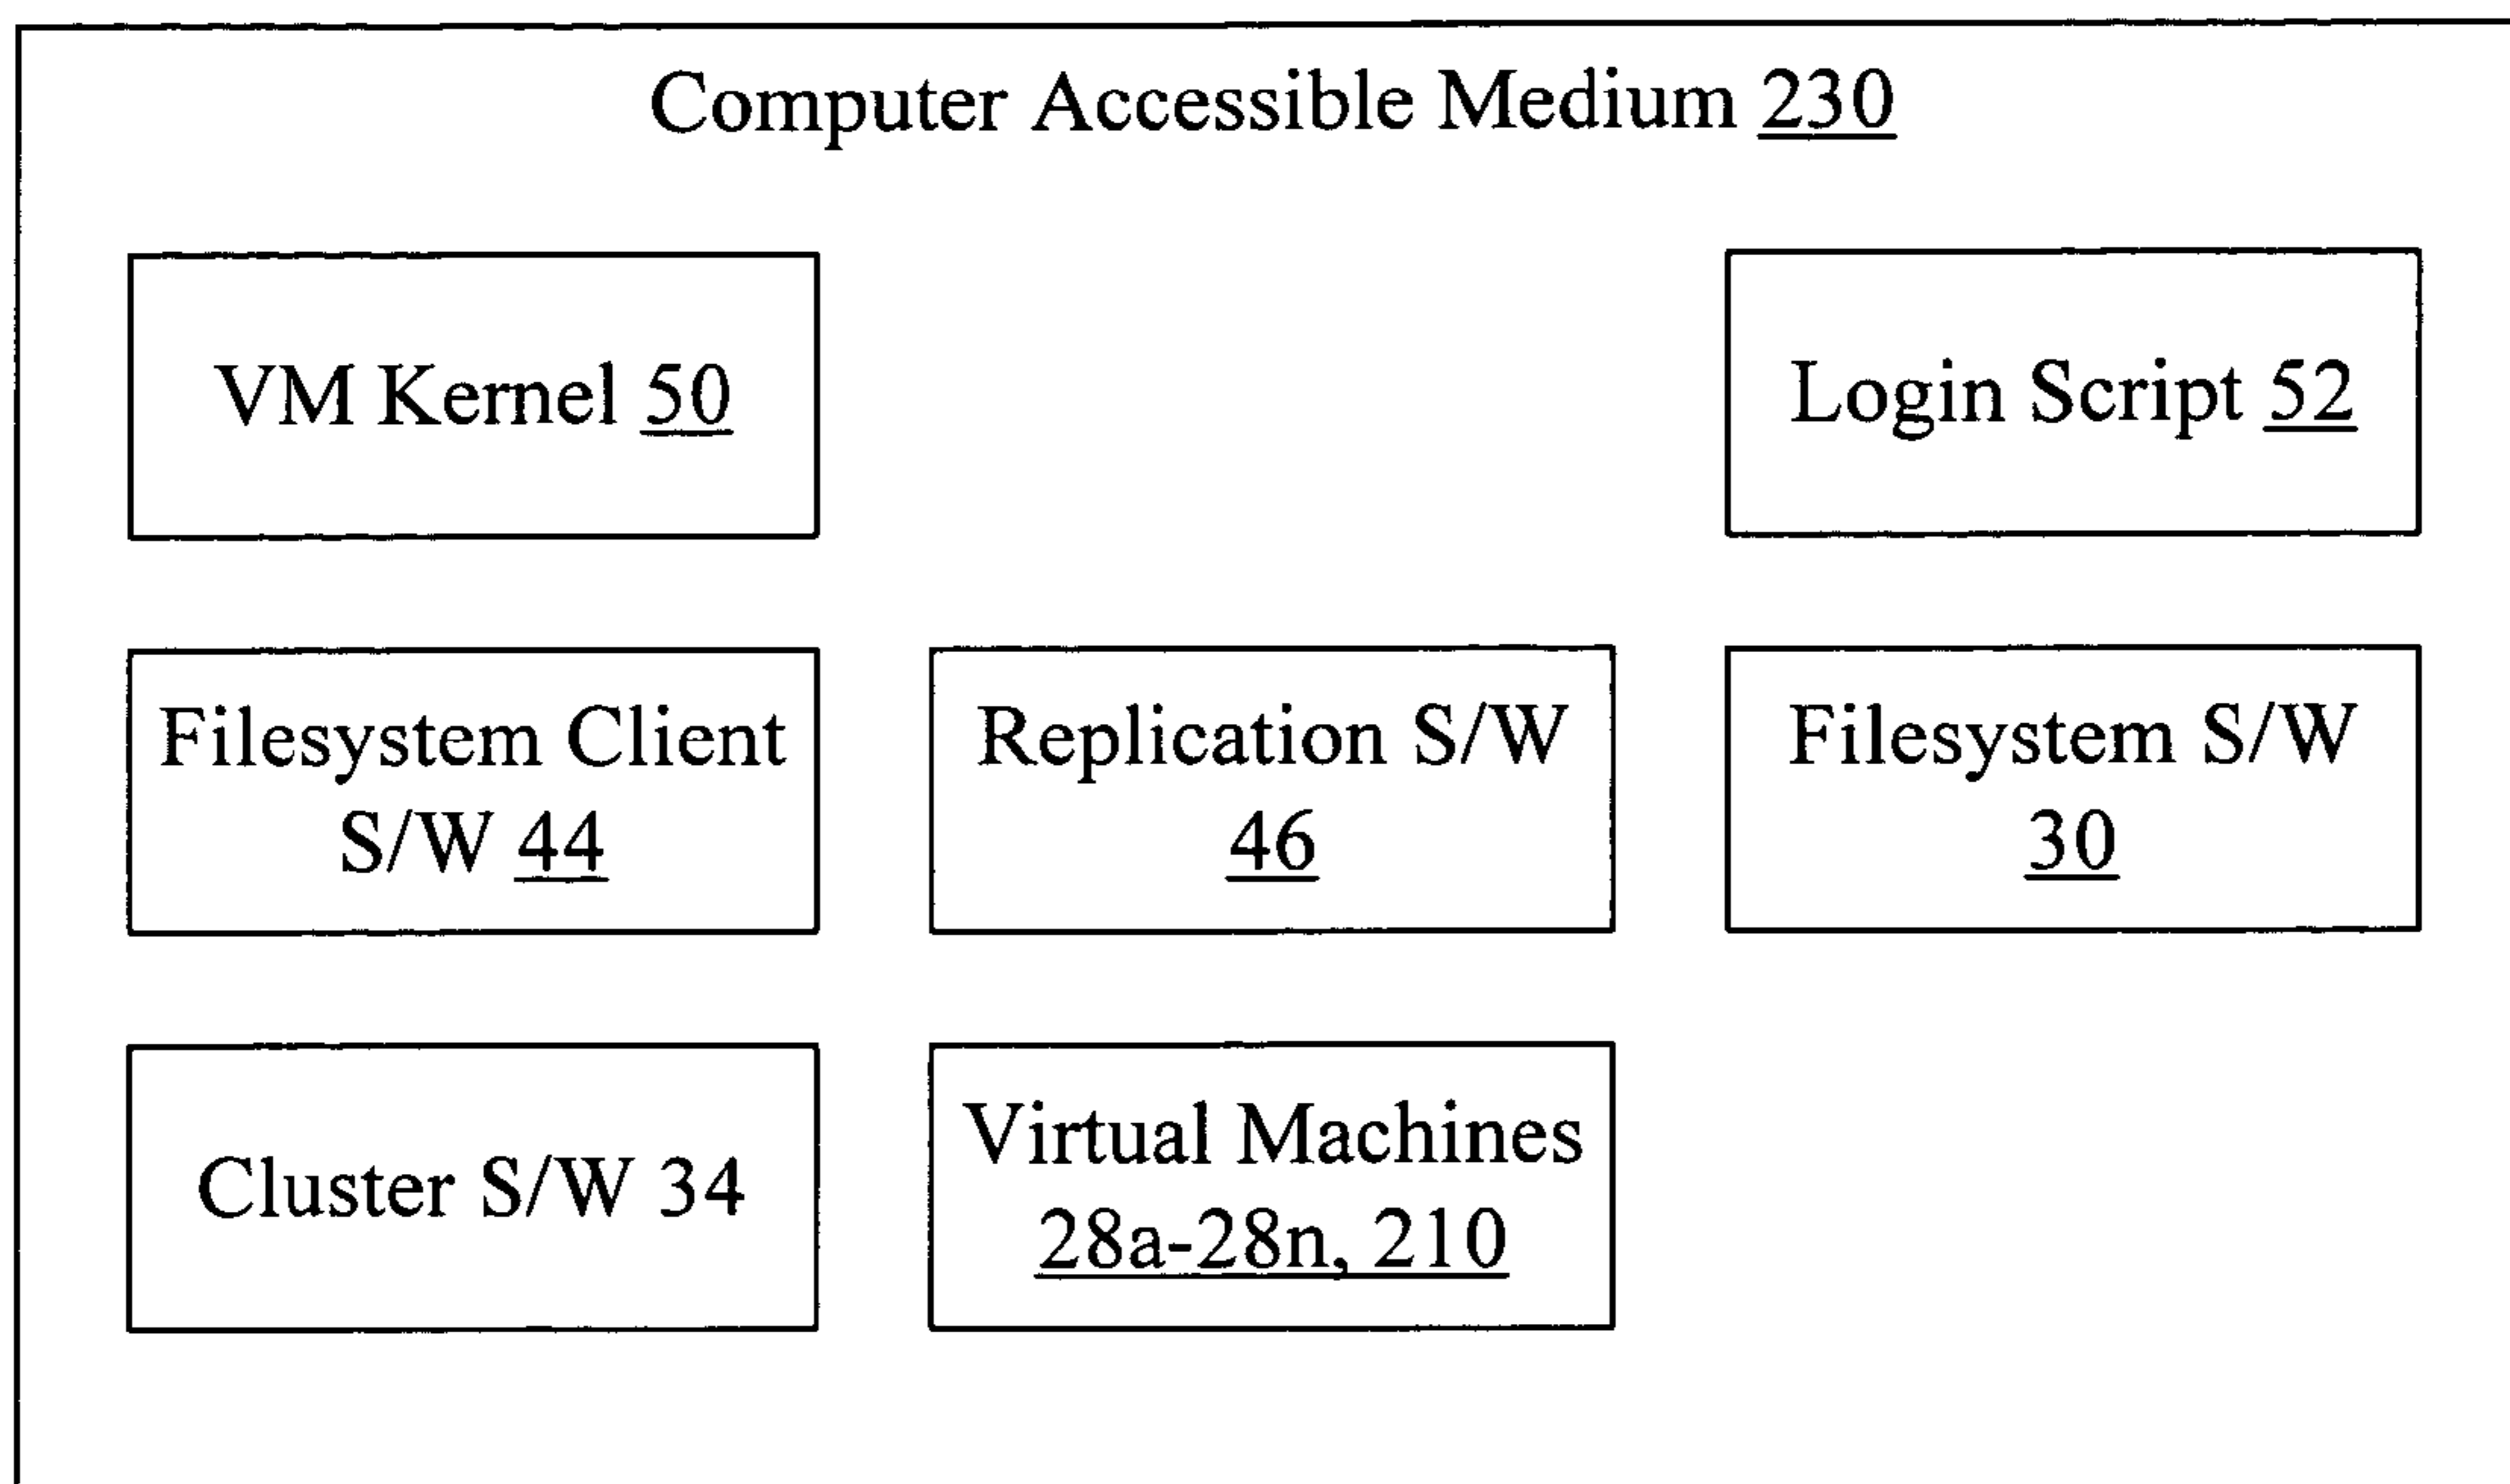 Computer Accessible Medium 230
VM Kernel 50
Login Script 52
Filesystem Client
S/W 44
Replication S/W
46
Filesystem S/W
30
Cluster S/W 34
Virtual Machines
28a-28n, 210